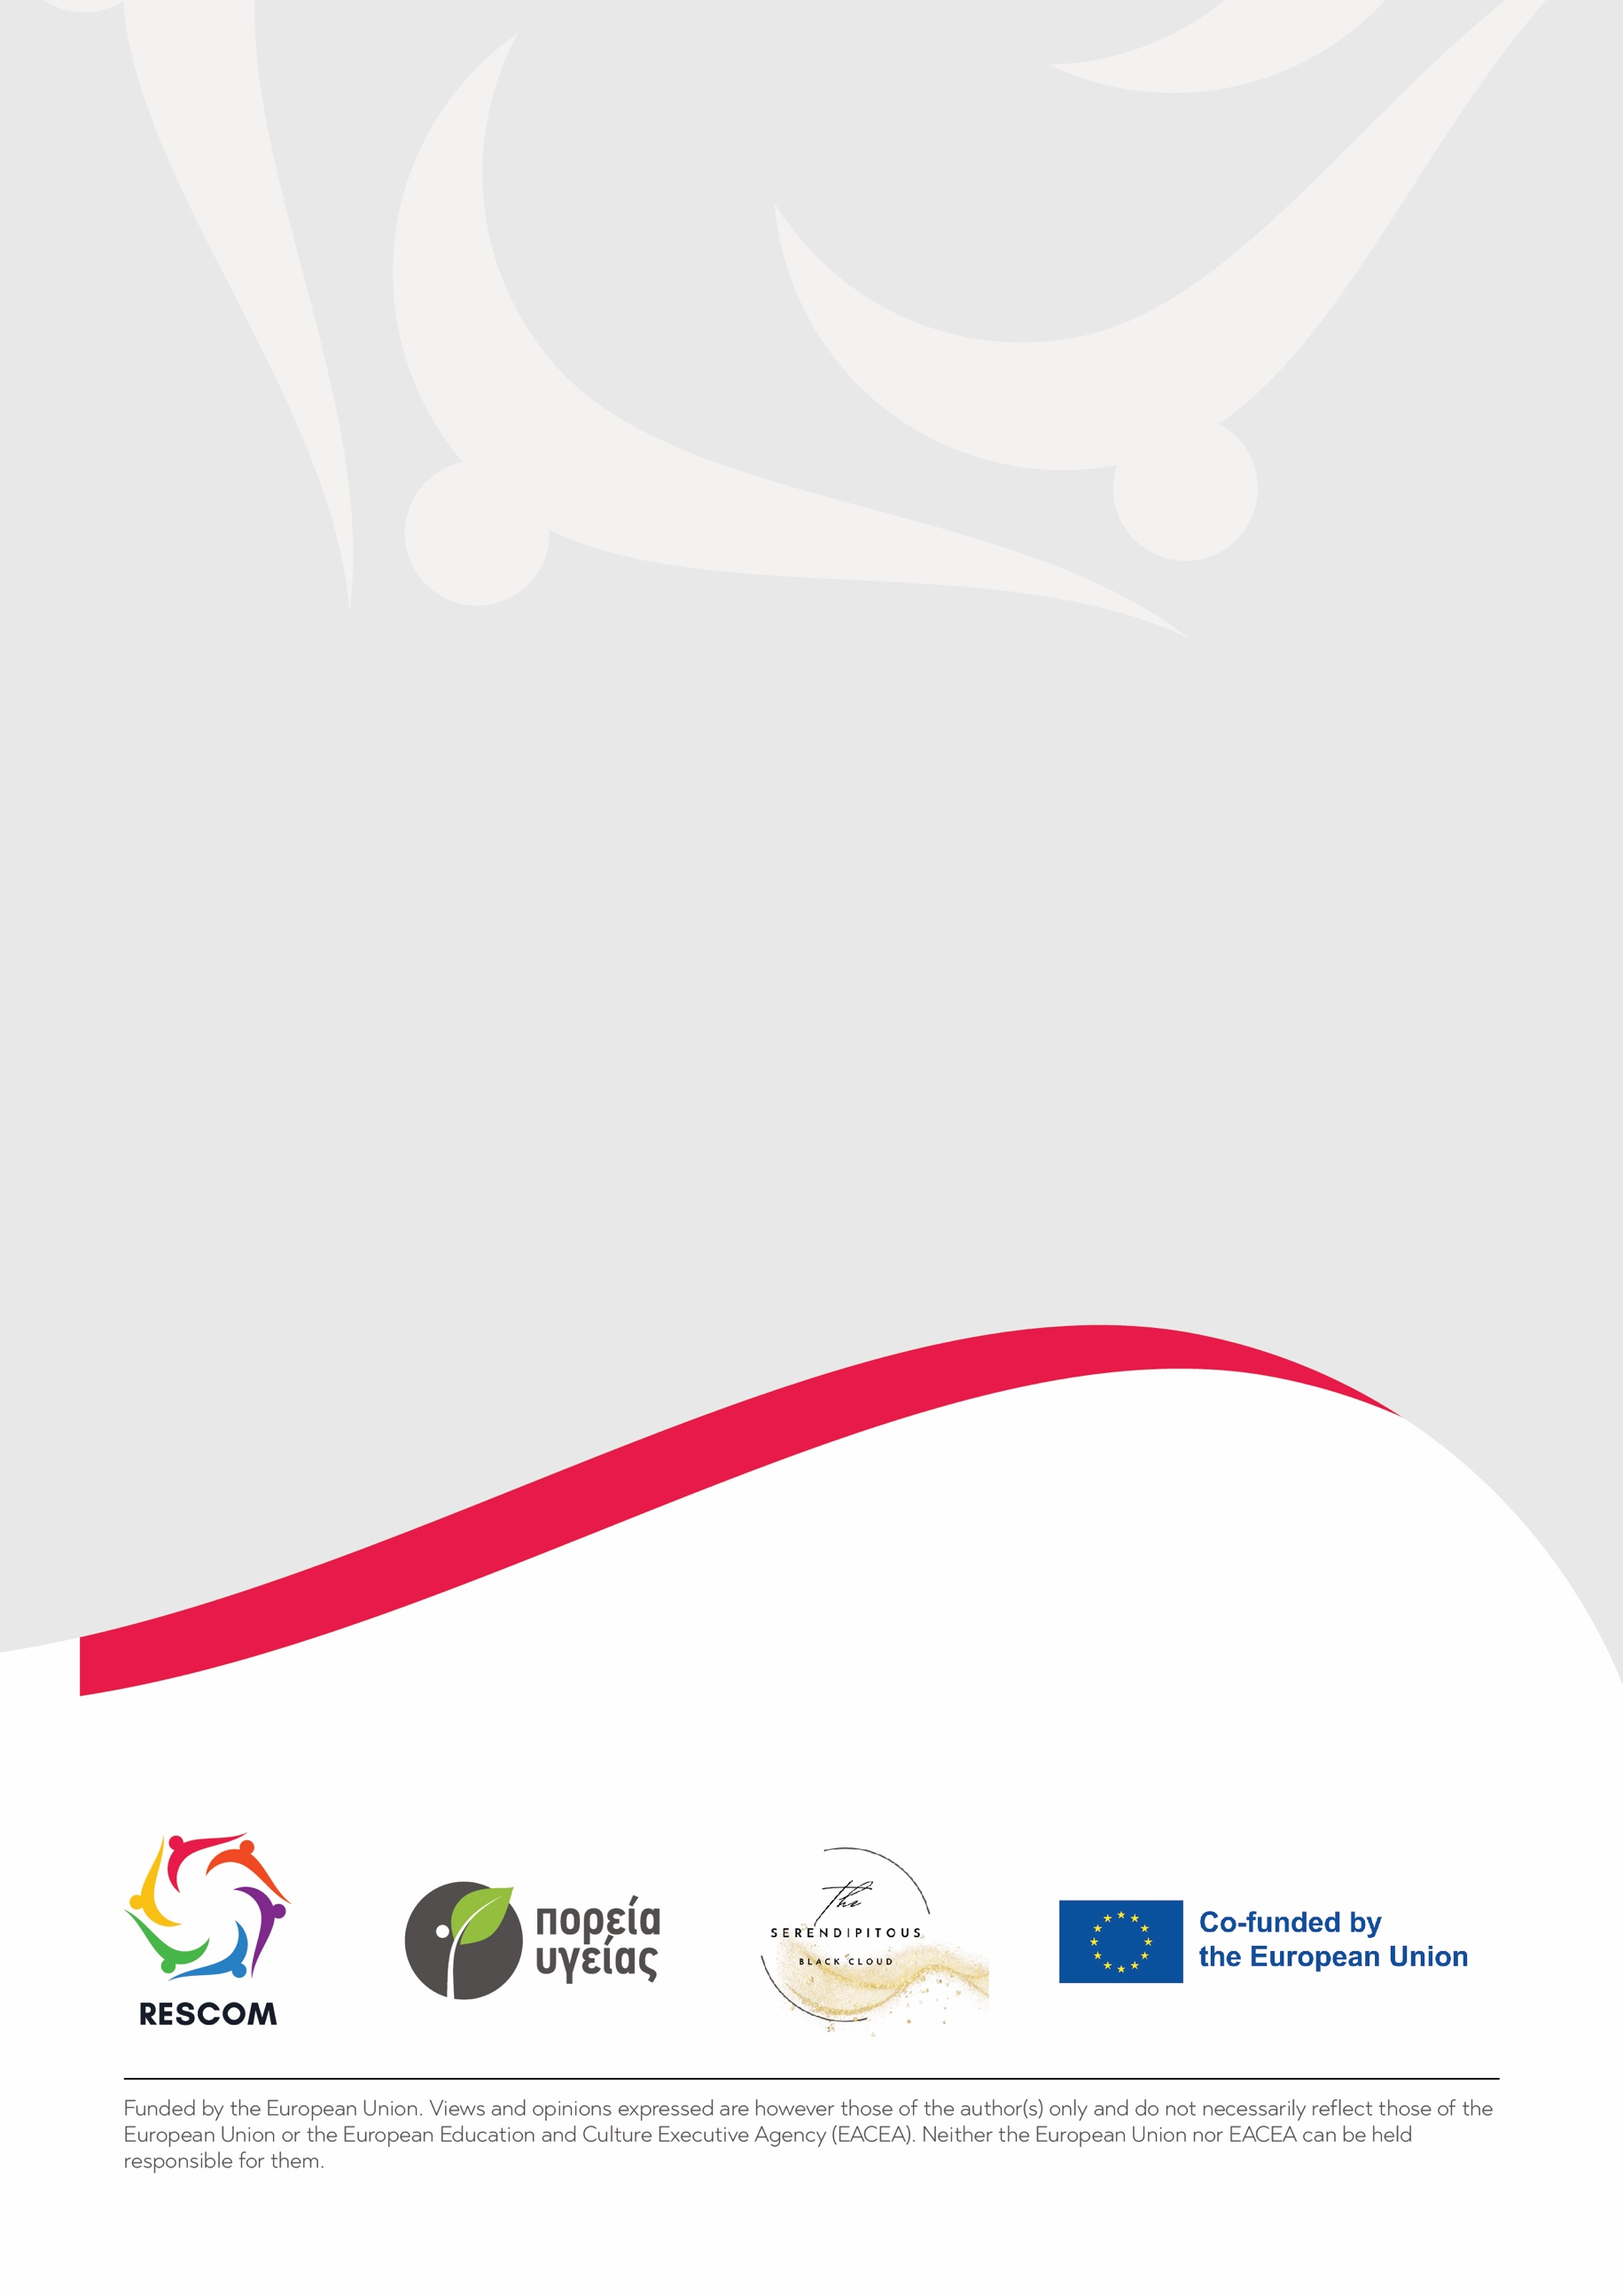 RESCOM
πορεία
υγείας
the
SERENDIPITOUS
BLACK CLOUD
Co-funded by
the European Union
Funded by the European Union. Views and opinions expressed are however those of the author(s) only and do not necessarily reflect those of the
European Union or the European Education and Culture Executive Agency (EACEA). Neither the European Union nor EACEA can be held
responsible for them.